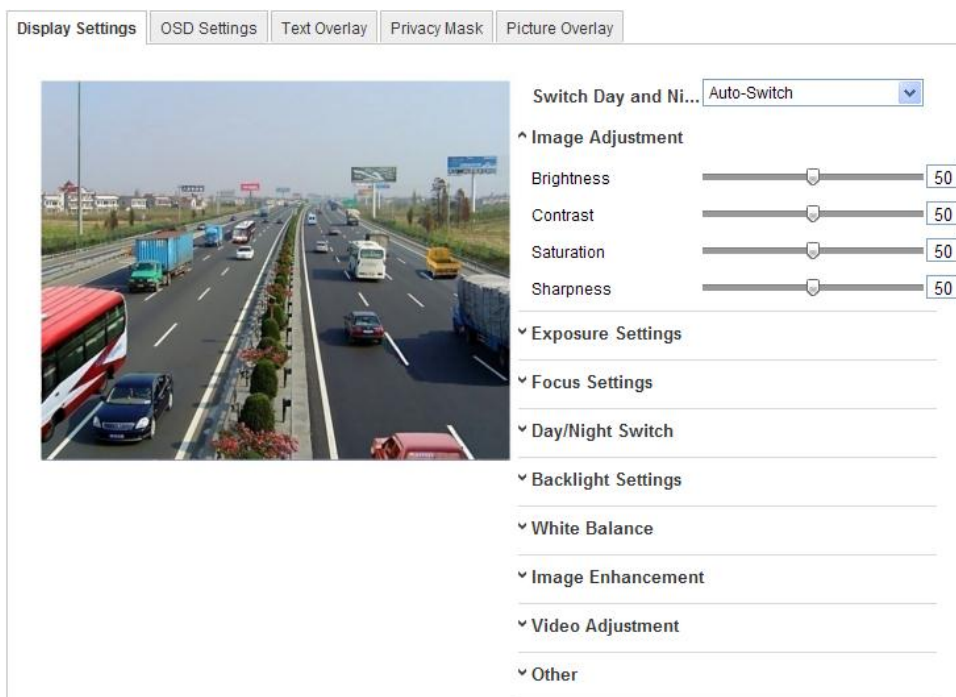 Display Settings
OSD Settings
Text Overlay
Privacy Mask
Picture Overlay
Switch Day and Ni... Auto-Switch
Image Adjustment
Brightness 50
Contrast 50
Saturation 50
Sharpness 50
Exposure Settings
Focus Settings
Day/Night Switch
Backlight Settings
White Balance
Image Enhancement
Video Adjustment
Other